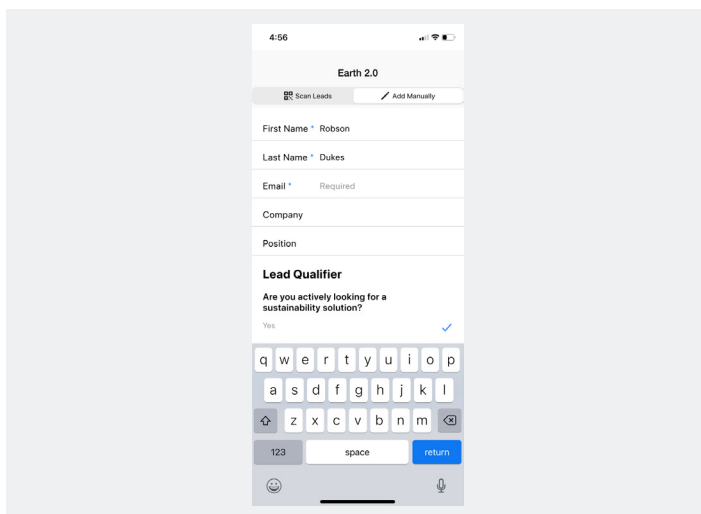 4:56
Earth 2.0
Scan Leads Add Manually
First Name * Robson
Last Name * Dukes
Email * Required
Company
Position
Lead Qualifier
Are you actively looking for a
sustainability solution?
Yes
q w e r t y u i o p
a s d f g h j k l
z x c v b n m
123 space return